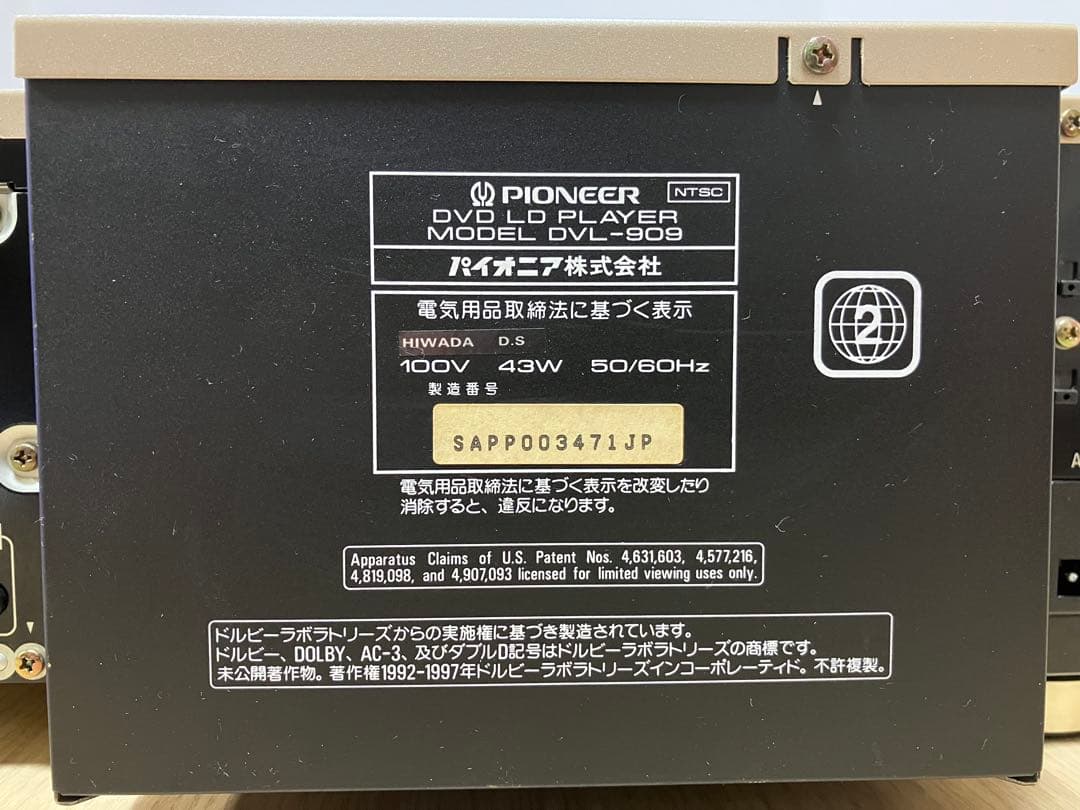 PIONEER NTSC
DVD LD PLAYER
MODEL DVL-909
パイオニア株式会社
電気用品取締法に基づく表示
HIWADA D.S
100V 43W 50/60Hz
製造番号
SAPP003471JP
電気用品取締法に基づく表示を改変したり
消除すると、違反になります。
2
Apparatus Claims of U.S. Patent Nos. 4,631,603, 4,577,216,
4,819,098, and 4,907,093 licensed for limited viewing uses only.
ドルビーラボラトリーズからの実施権に基づき製造されています。
ドルビー、DOLBY、AC-3、及びダブルD記号はドルビーラボラトリーズの商標です。
未公開著作物。著作権1992-1997年ドルビーラボラトリーズインコーポレーテイド。不許複製。
A